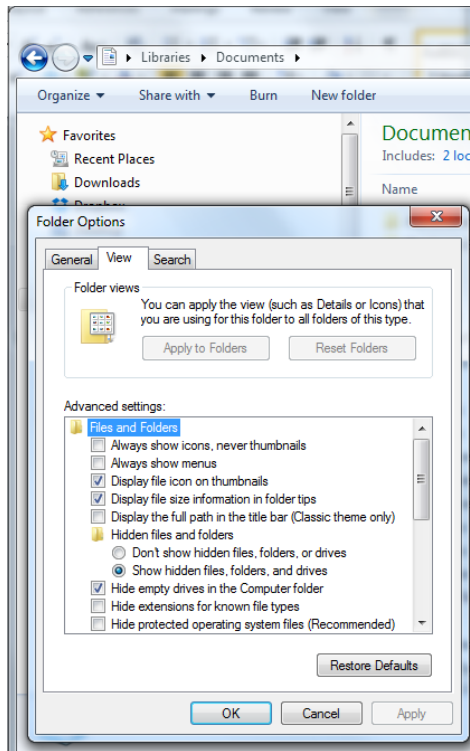 Libraries Documents
Organize Share with Burn New folder
Favorites
Recent Places
Downloads
Dropbox
Documen
Includes: 2 loc
Name
Folder Options
General View Search
Folder views
You can apply the view (such as Details or Icons) that
you are using for this folder to all folders of this type.
Apply to Folders Reset Folders
Advanced settings:
Files and Folders
Always show icons, never thumbnails
Always show menus
Display file icon on thumbnails
Display file size information in folder tips
Display the full path in the title bar (Classic theme only)
Hidden files and folders
Don't show hidden files, folders, or drives
Show hidden files, folders, and drives
Hide empty drives in the Computer folder
Hide extensions for known file types
Hide protected operating system files (Recommended)
Restore Defaults
OK Cancel Apply